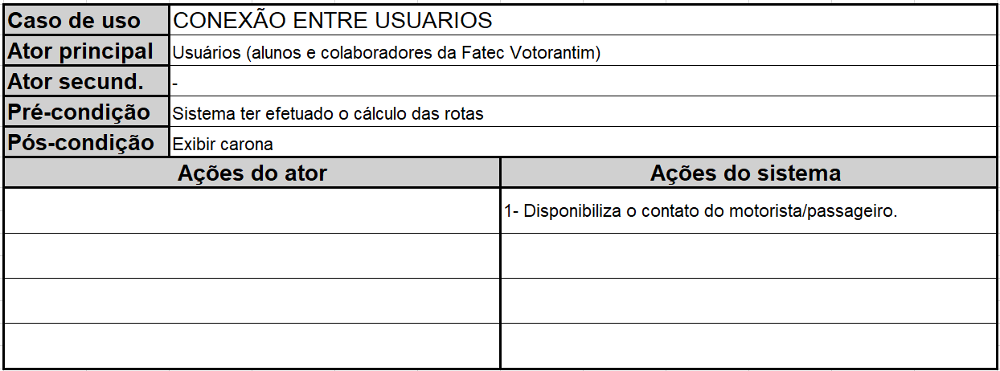 Caso de uso CONEXÃO ENTRE USUARIOS
Ator principal Usuários (alunos e colaboradores da Fatec Votorantim)
Ator secund. -
Pré-condição Sistema ter efetuado o cálculo das rotas
Pós-condição Exibir carona
Ações do ator Ações do sistema
1- Disponibiliza o contato do motorista/passageiro.